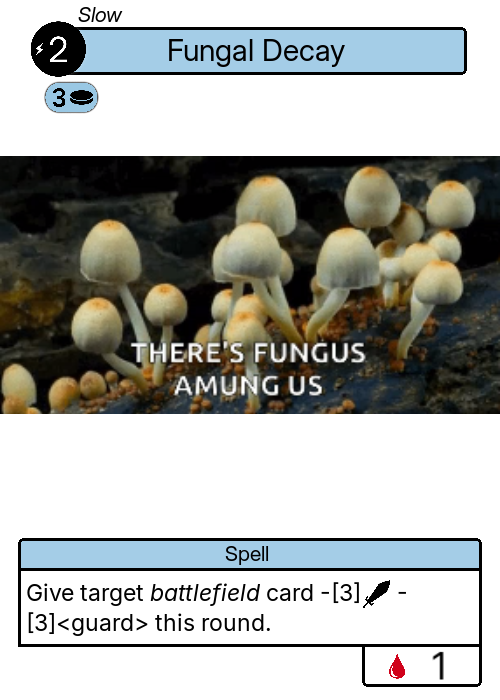 Slow
2
Fungal Decay
3
THERE'S FUNGUS
AMUNG US
Spell
Give target battlefield card -[3] -
[3]<guard> this round.
1